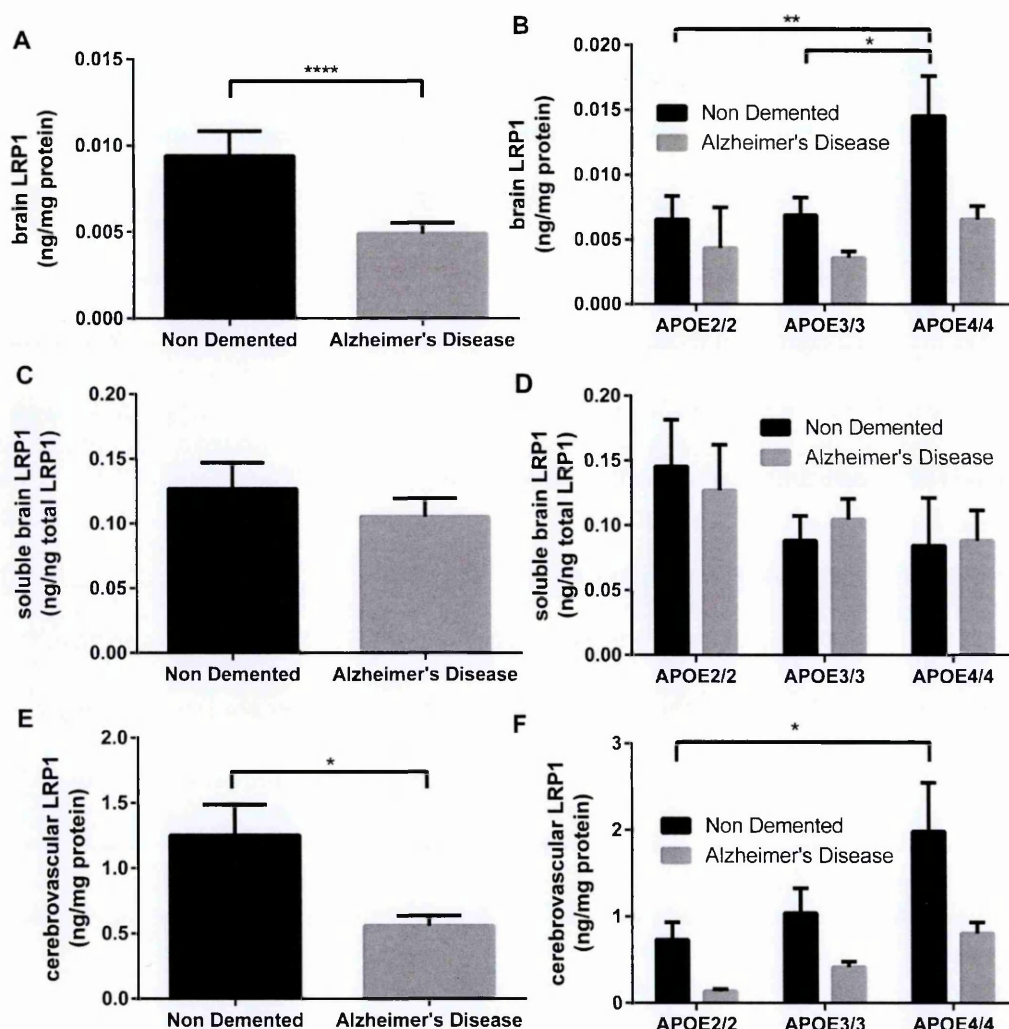 A
brain LRP1
(ng/mg protein)
0.015
0.010
0.005
0.000
****
Non Demented
Alzheimer's Disease
B
brain LRP1
(ng/mg protein)
0.020
0.015
0.010
0.005
0.000
**
*
Non Demented
Alzheimer's Disease
APOE2/2
APOE3/3
APOE4/4
C
soluble brain LRP1
(ng/ng total LRP1)
0.20
0.15
0.10
0.05
0.00
Non Demented
Alzheimer's Disease
D
soluble brain LRP1
(ng/ng total LRP1)
0.20
0.15
0.10
0.05
0.00
Non Demented
Alzheimer's Disease
APOE2/2
APOE3/3
APOE4/4
E
cerebrovascular LRP1
(ng/mg protein)
2.0
1.5
1.0
0.5
0.0
*
Non Demented
Alzheimer's Disease
F
cerebrovascular LRP1
(ng/mg protein)
3
2
1
0
*
Non Demented
Alzheimer's Disease
APOE2/2
APOE3/3
APOE4/4